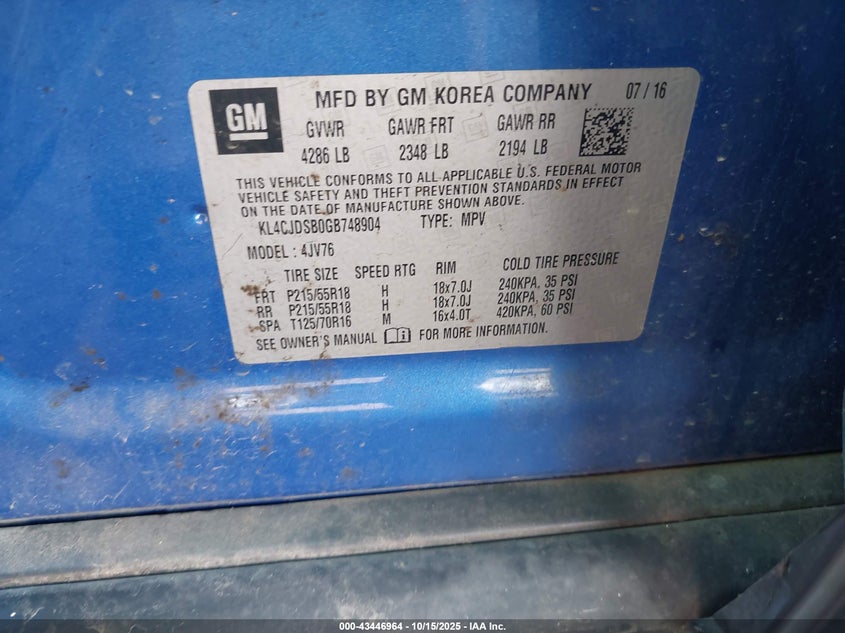 GM
MFD BY GM KOREA COMPANY 07 / 16
GVWR GAWR FRT GAWR RR
4286 LB 2348 LB 2194 LB
THIS VEHICLE CONFORMS TO ALL APPLICABLE U.S. FEDERAL MOTOR
VEHICLE SAFETY AND THEFT PREVENTION STANDARDS IN EFFECT
ON THE DATE OF MANUFACTURE SHOWN ABOVE.
KL4CJDSB0GB748904 TYPE: MPV
MODEL : 4JV76
TIRE SIZE SPEED RTG RIM COLD TIRE PRESSURE
FRT P215/55R18 H 18x7.0J 240KPA, 35 PSI
RR P215/55R18 H 18x7.0J 240KPA, 35 PSI
SPA T125/70R16 M 16x4.0T 420KPA, 60 PSI
SEE OWNER'S MANUAL FOR MORE INFORMATION.
000-43446964 - 10/15/2025 - IAA Inc.